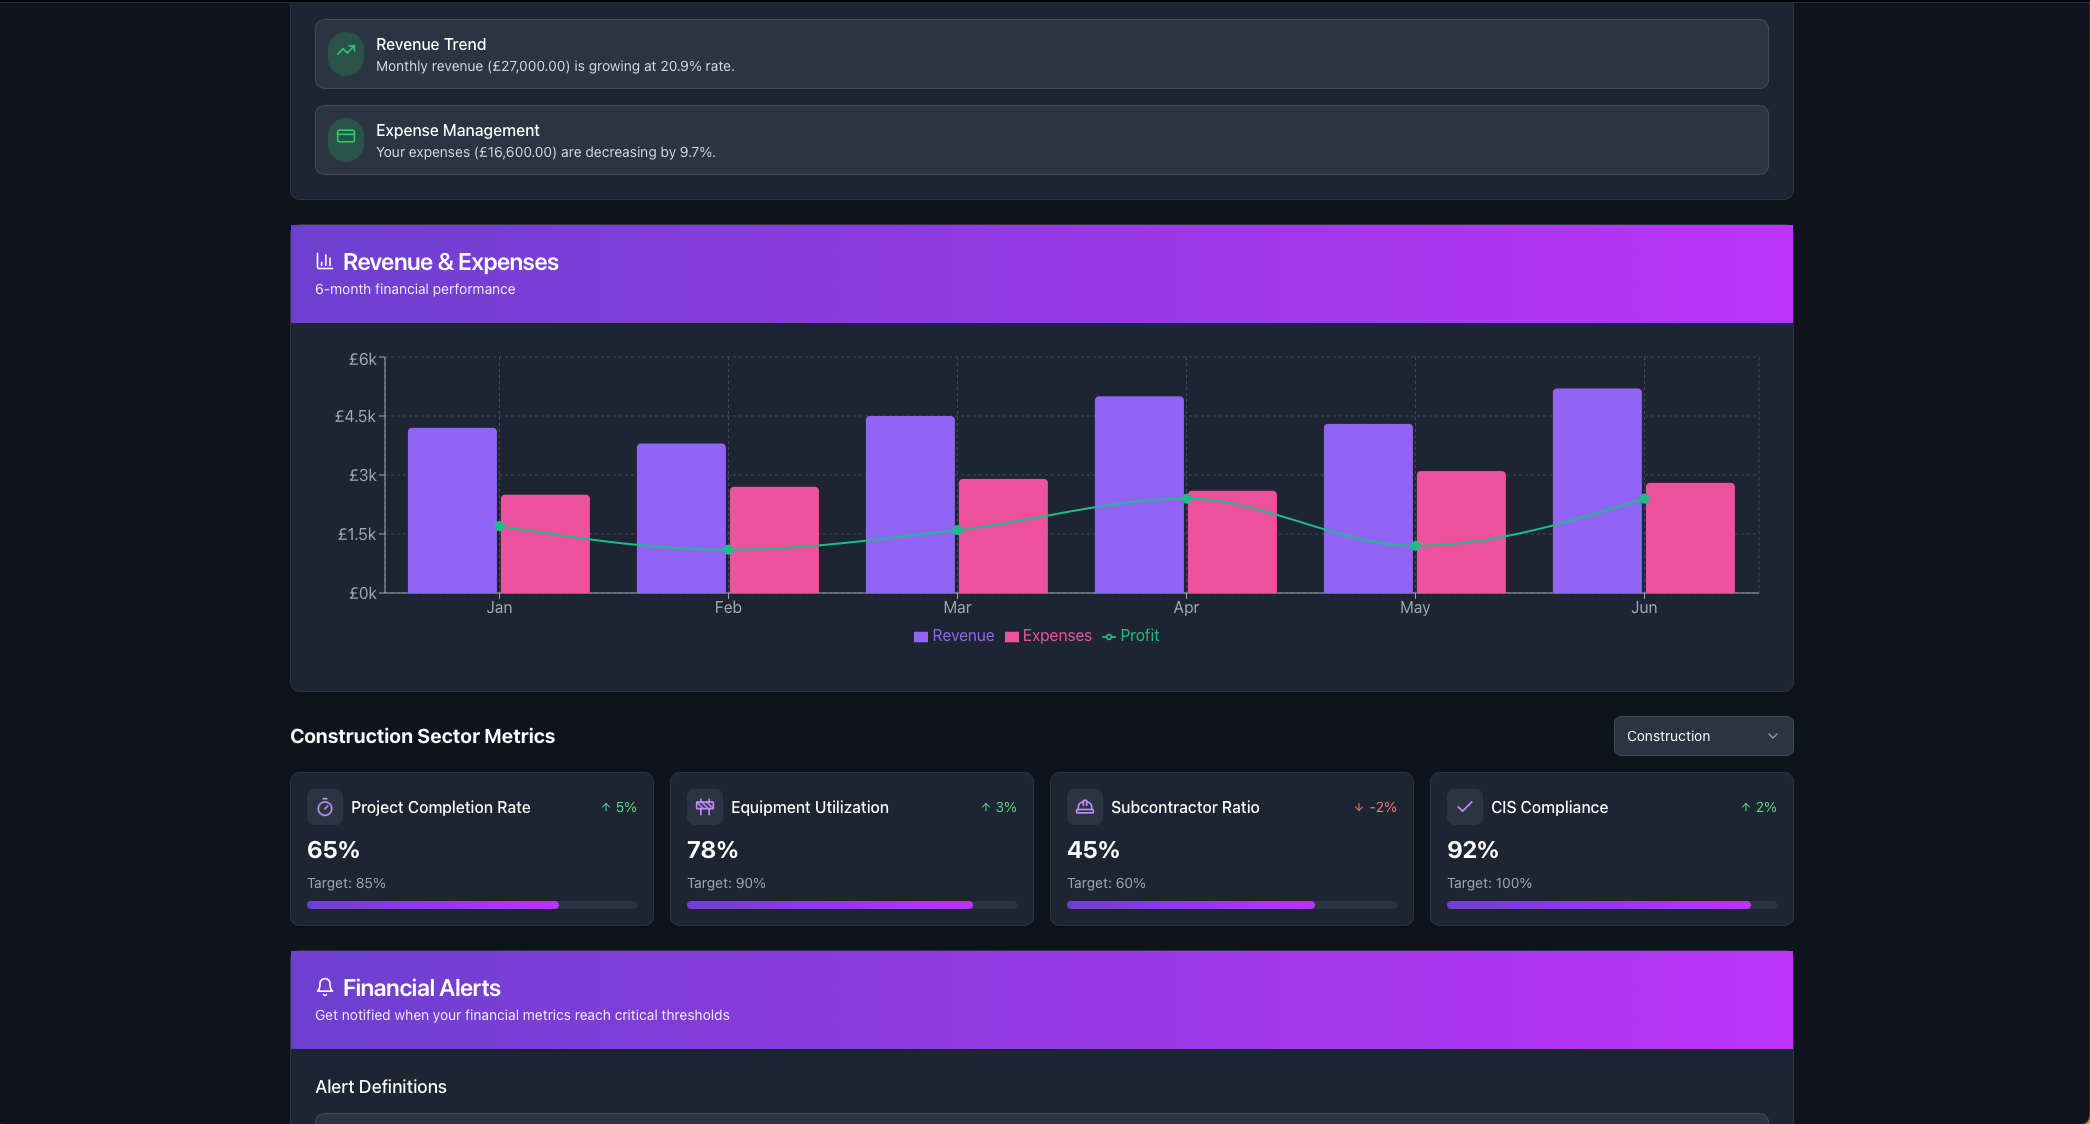 Revenue Trend
Monthly revenue (£27,000.00) is growing at 20.9% rate.
Expense Management
Your expenses (£16,600.00) are decreasing by 9.7%.
Revenue & Expenses
6-month financial performance
£6k
£4.5k
£3k
£1.5k
£0k
Jan Feb Mar Apr May Jun
Revenue Expenses Profit
Construction Sector Metrics
Construction
Project Completion Rate
↑ 5%
65%
Target: 85%
Equipment Utilization
↑ 3%
78%
Target: 90%
Subcontractor Ratio
↓ -2%
45%
Target: 60%
CIS Compliance
↑ 2%
92%
Target: 100%
Financial Alerts
Get notified when your financial metrics reach critical thresholds
Alert Definitions